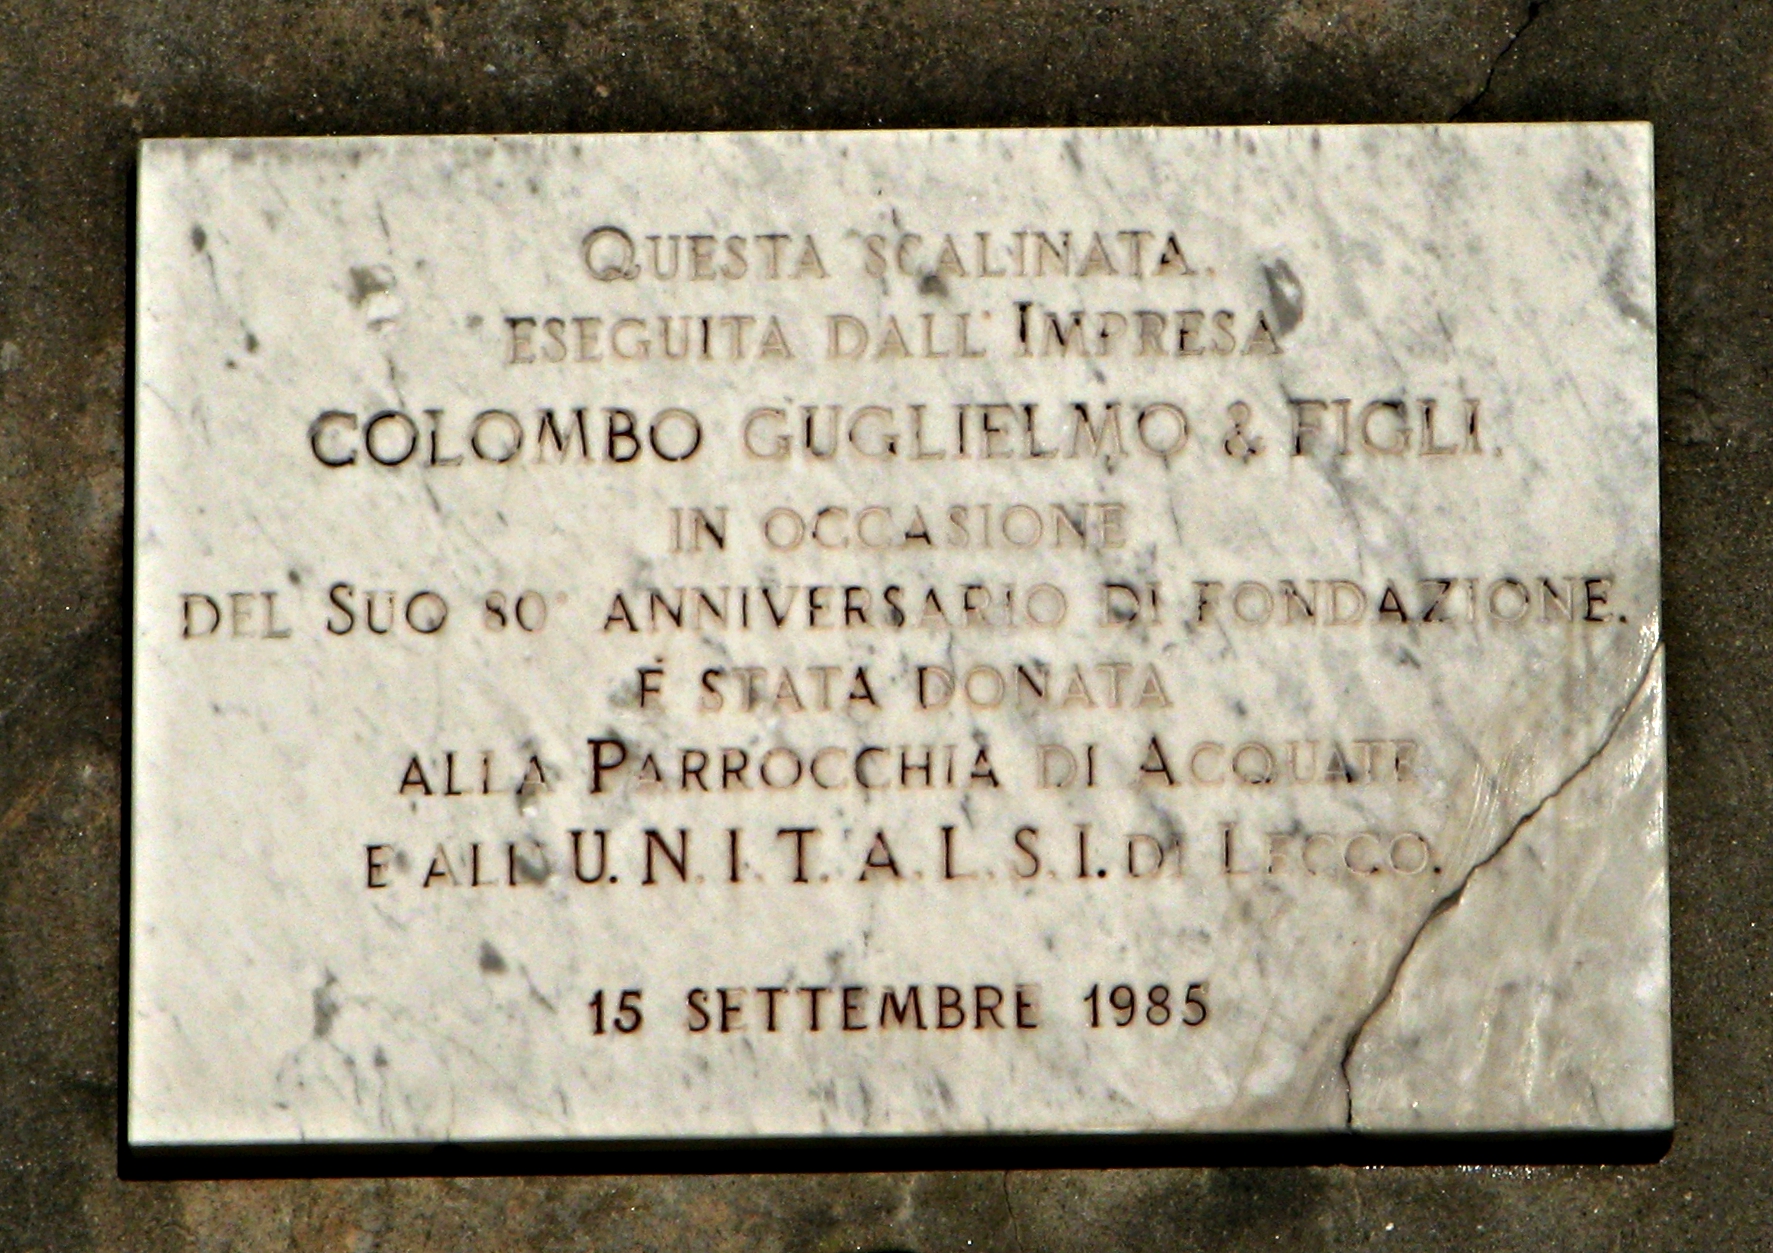 QUESTA SCALINATA.
ESEGUITA DALL'IMPRESA
COLOMBO GUGLIELMO & FIGLI.
IN OCCASIONE
DEL SUO 80° ANNIVERSARIO DI FONDAZIONE.
È STATA DONATA
ALLA PARROCCHIA DI ACQUATE
E ALL'U.N.I.T.A.L.S.I. DI LECCO.
15 SETTEMBRE 1985